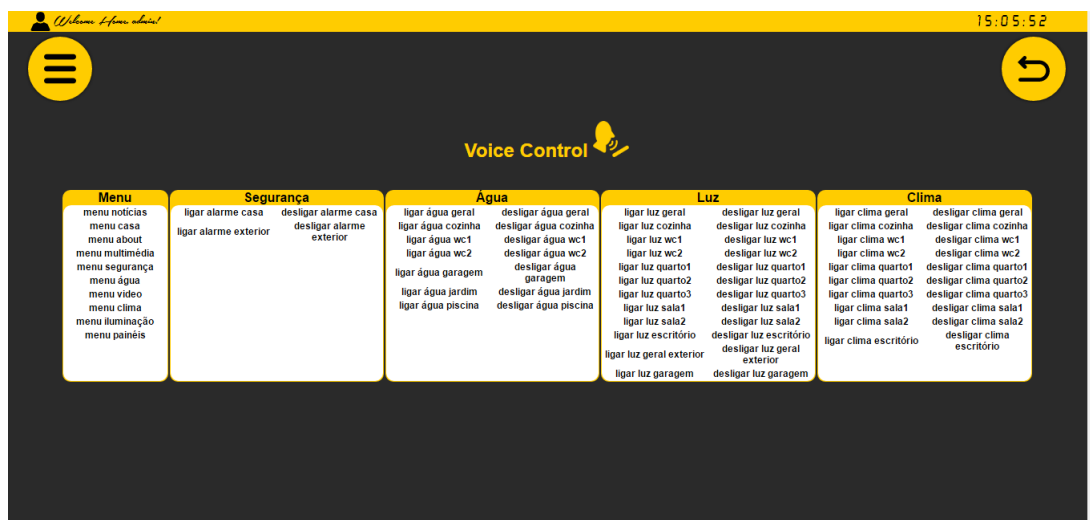 Welcome Home admin!
15:05:52
Voice Control
Menu
menu notícias
menu casa
menu about
menu multimédia
menu segurança
menu água
menu video
menu clima
menu iluminação
menu painéis
Segurança
ligar alarme casa desligar alarme casa
ligar alarme exterior desligar alarme
exterior
Água
ligar água geral desligar água geral
ligar água cozinha desligar água cozinha
ligar água wc1 desligar água wc1
ligar água wc2 desligar água wc2
ligar água garagem desligar água
garagem
ligar água jardim desligar água jardim
ligar água piscina desligar água piscina
Luz
ligar luz geral desligar luz geral
ligar luz cozinha desligar luz cozinha
ligar luz wc1 desligar luz wc1
ligar luz wc2 desligar luz wc2
ligar luz quarto1 desligar luz quarto1
ligar luz quarto2 desligar luz quarto2
ligar luz quarto3 desligar luz quarto3
ligar luz sala1 desligar luz sala1
ligar luz sala2 desligar luz sala2
ligar luz escritório desligar luz escritório
ligar luz geral exterior desligar luz geral
exterior
ligar luz garagem desligar luz garagem
Clima
ligar clima geral desligar clima geral
ligar clima cozinha desligar clima cozinha
ligar clima wc1 desligar clima wc1
ligar clima wc2 desligar clima wc2
ligar clima quarto1 desligar clima quarto1
ligar clima quarto2 desligar clima quarto2
ligar clima quarto3 desligar clima quarto3
ligar clima sala1 desligar clima sala1
ligar clima sala2 desligar clima sala2
ligar clima escritório desligar clima
escritório